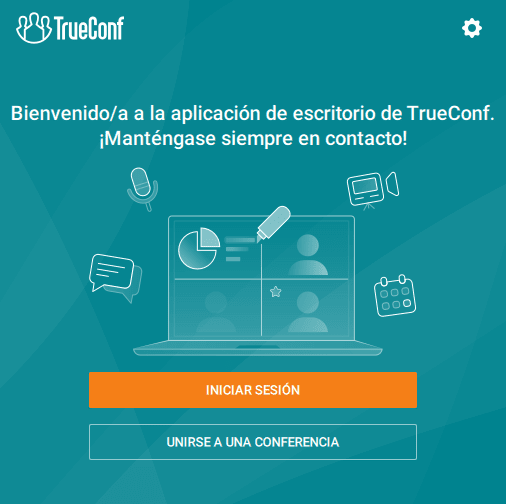 TrueConf
Bienvenido/a a la aplicación de escritorio de TrueConf.
¡Manténgase siempre en contacto!
INICIAR SESIÓN
UNIRSE A UNA CONFERENCIA